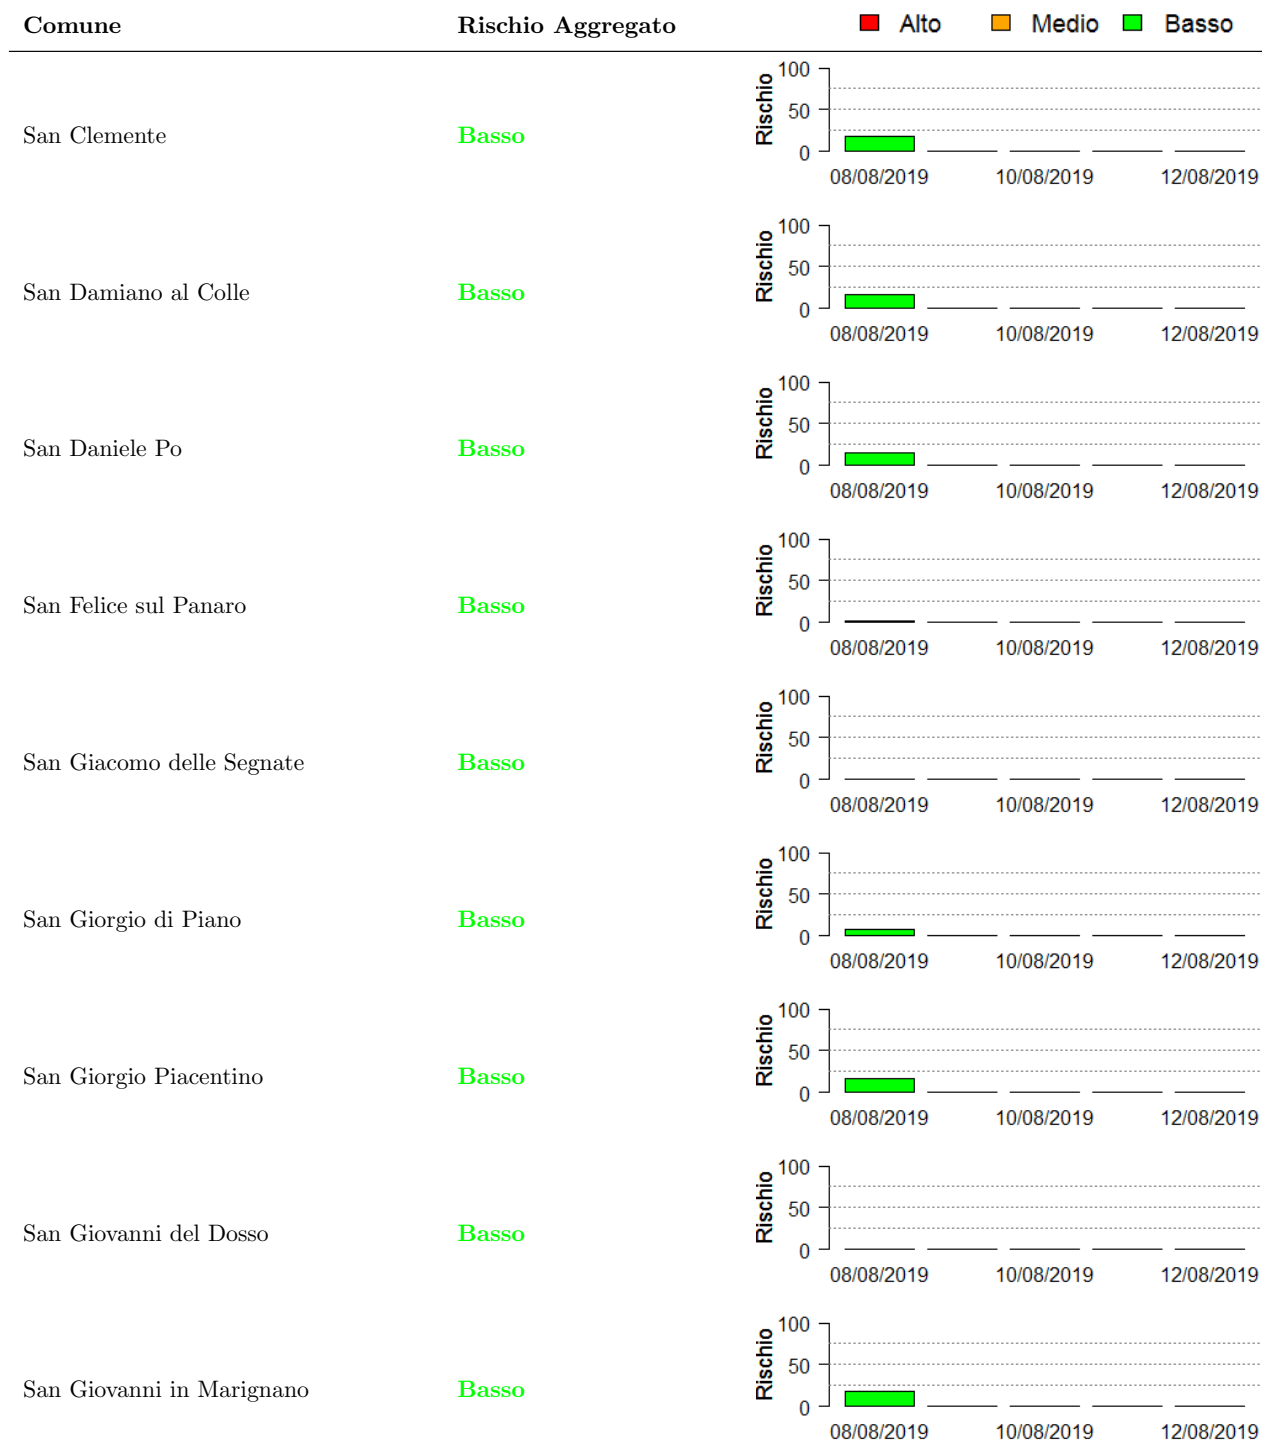 Comune Rischio Aggregato Alto Medio Basso
100
50
0
Rischio
San Clemente Basso
08/08/2019 10/08/2019 12/08/2019
100
50
0
Rischio
San Damiano al Colle Basso
08/08/2019 10/08/2019 12/08/2019
100
50
0
Rischio
San Daniele Po Basso
08/08/2019 10/08/2019 12/08/2019
100
50
0
Rischio
San Felice sul Panaro Basso
08/08/2019 10/08/2019 12/08/2019
100
50
0
Rischio
San Giacomo delle Segnate Basso
08/08/2019 10/08/2019 12/08/2019
100
50
0
Rischio
San Giorgio di Piano Basso
08/08/2019 10/08/2019 12/08/2019
100
50
0
Rischio
San Giorgio Piacentino Basso
08/08/2019 10/08/2019 12/08/2019
100
50
0
Rischio
San Giovanni del Dosso Basso
08/08/2019 10/08/2019 12/08/2019
100
50
0
Rischio
San Giovanni in Marignano Basso
08/08/2019 10/08/2019 12/08/2019